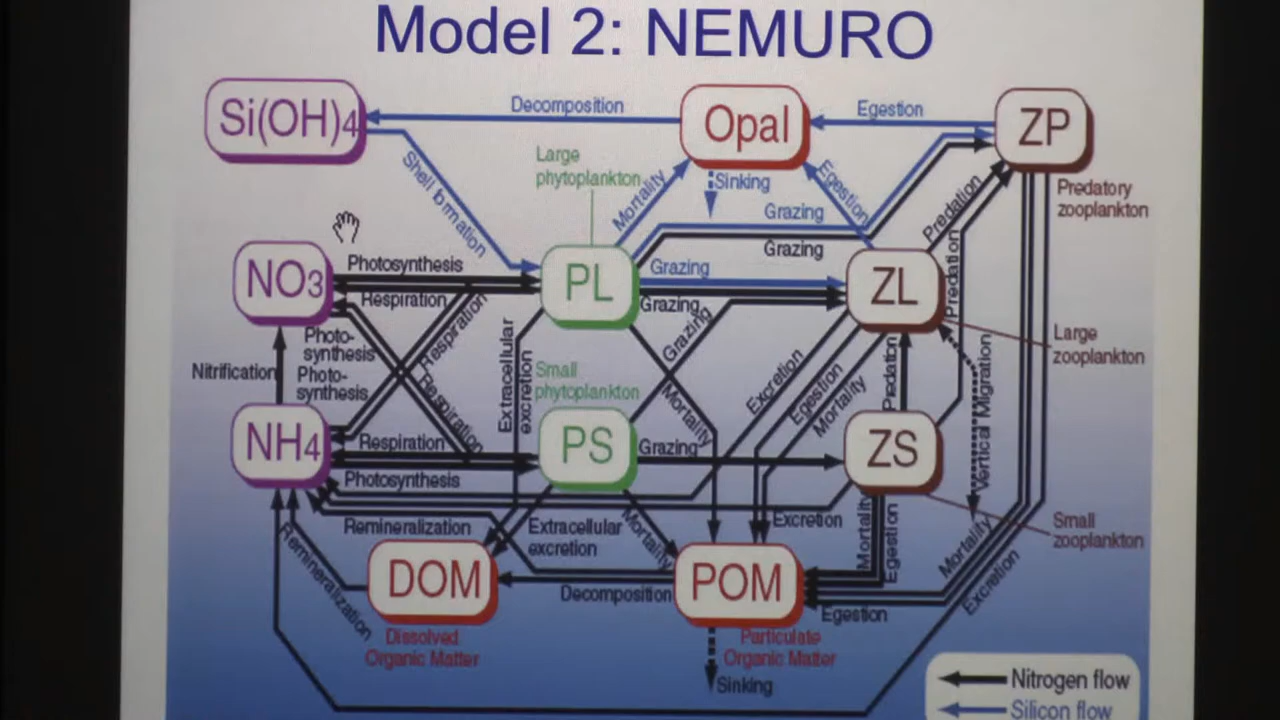 Model 2: NEMURO
Si(OH)4
Decomposition
Opal
Egestion
ZP
Shell formation
Large
phytoplankton
Mortality
Sinking
Egestion
Grazing
Grazing
Predation
Predatory
zooplankton
NO3
Photosynthesis
Respiration
PL
Grazing
Grazing
ZL
Predation
Nitrification
Photo-
synthesis
Photo-
synthesis
Respiration
Respiration
Extracellular
excretion
Small
phytoplankton
Grazing
Mortality
Excretion
Egestion
Mortality
Predation
Vertical Migration
Large
zooplankton
NH4
Respiration
Photosynthesis
PS
Grazing
ZS
Remineralization
Extracellular
excretion
Mortality
Excretion
Mortality
Egestion
Mortality
Excretion
Small
zooplankton
Remineralization
DOM
Decomposition
POM
Egestion
Dissolved
Organic Matter
Particulate
Organic Matter
Sinking
Nitrogen flow
Silicon flow